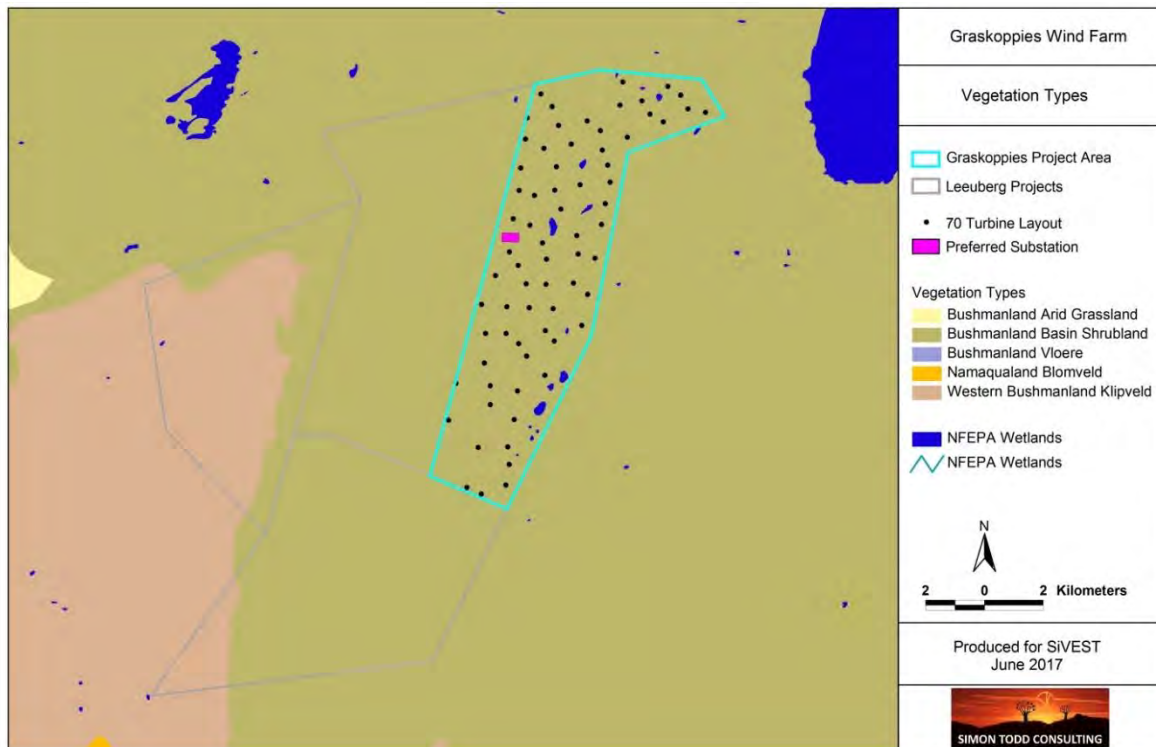 Graskoppies Wind Farm
Vegetation Types
Graskoppies Project Area
Leeuberg Projects
70 Turbine Layout
Preferred Substation
Vegetation Types
Bushmanland Arid Grassland
Bushmanland Basin Shrubland
Bushmanland Vloere
Namaqualand Blomveld
Western Bushmanland Klipveld
NFEPA Wetlands
NFEPA Wetlands
N
2 0 2 Kilometers
Produced for SiVEST
June 2017
SIMON TODD CONSULTING